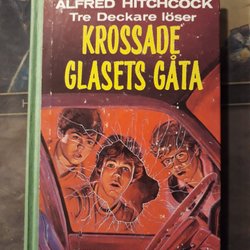 ALFRED HITCHCOCK
Tre Deckare löser
KROSSADE
GLASETS GÅTA